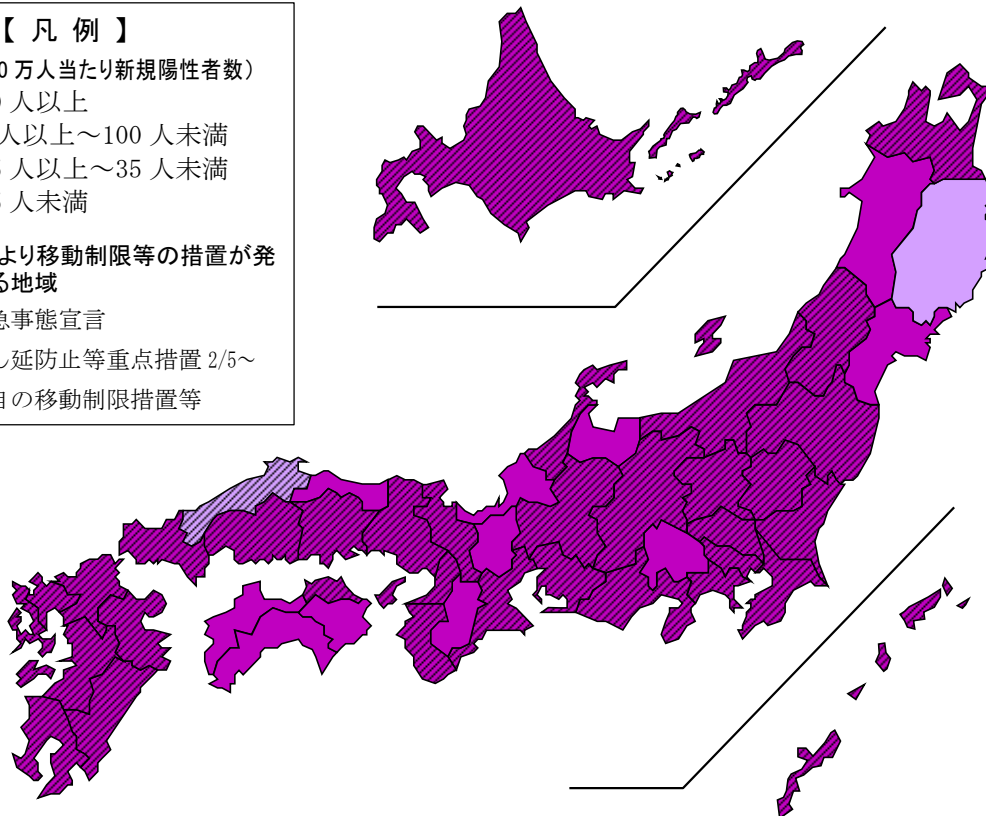 【 凡 例 】
0 万人当たり新規陽性者数）
人以上
人以上～100 人未満
人以上～35 人未満
人未満
より移動制限等の措置が発
る地域
急事態宣言
ん延防止等重点措置 2/5～
の移動制限措置等